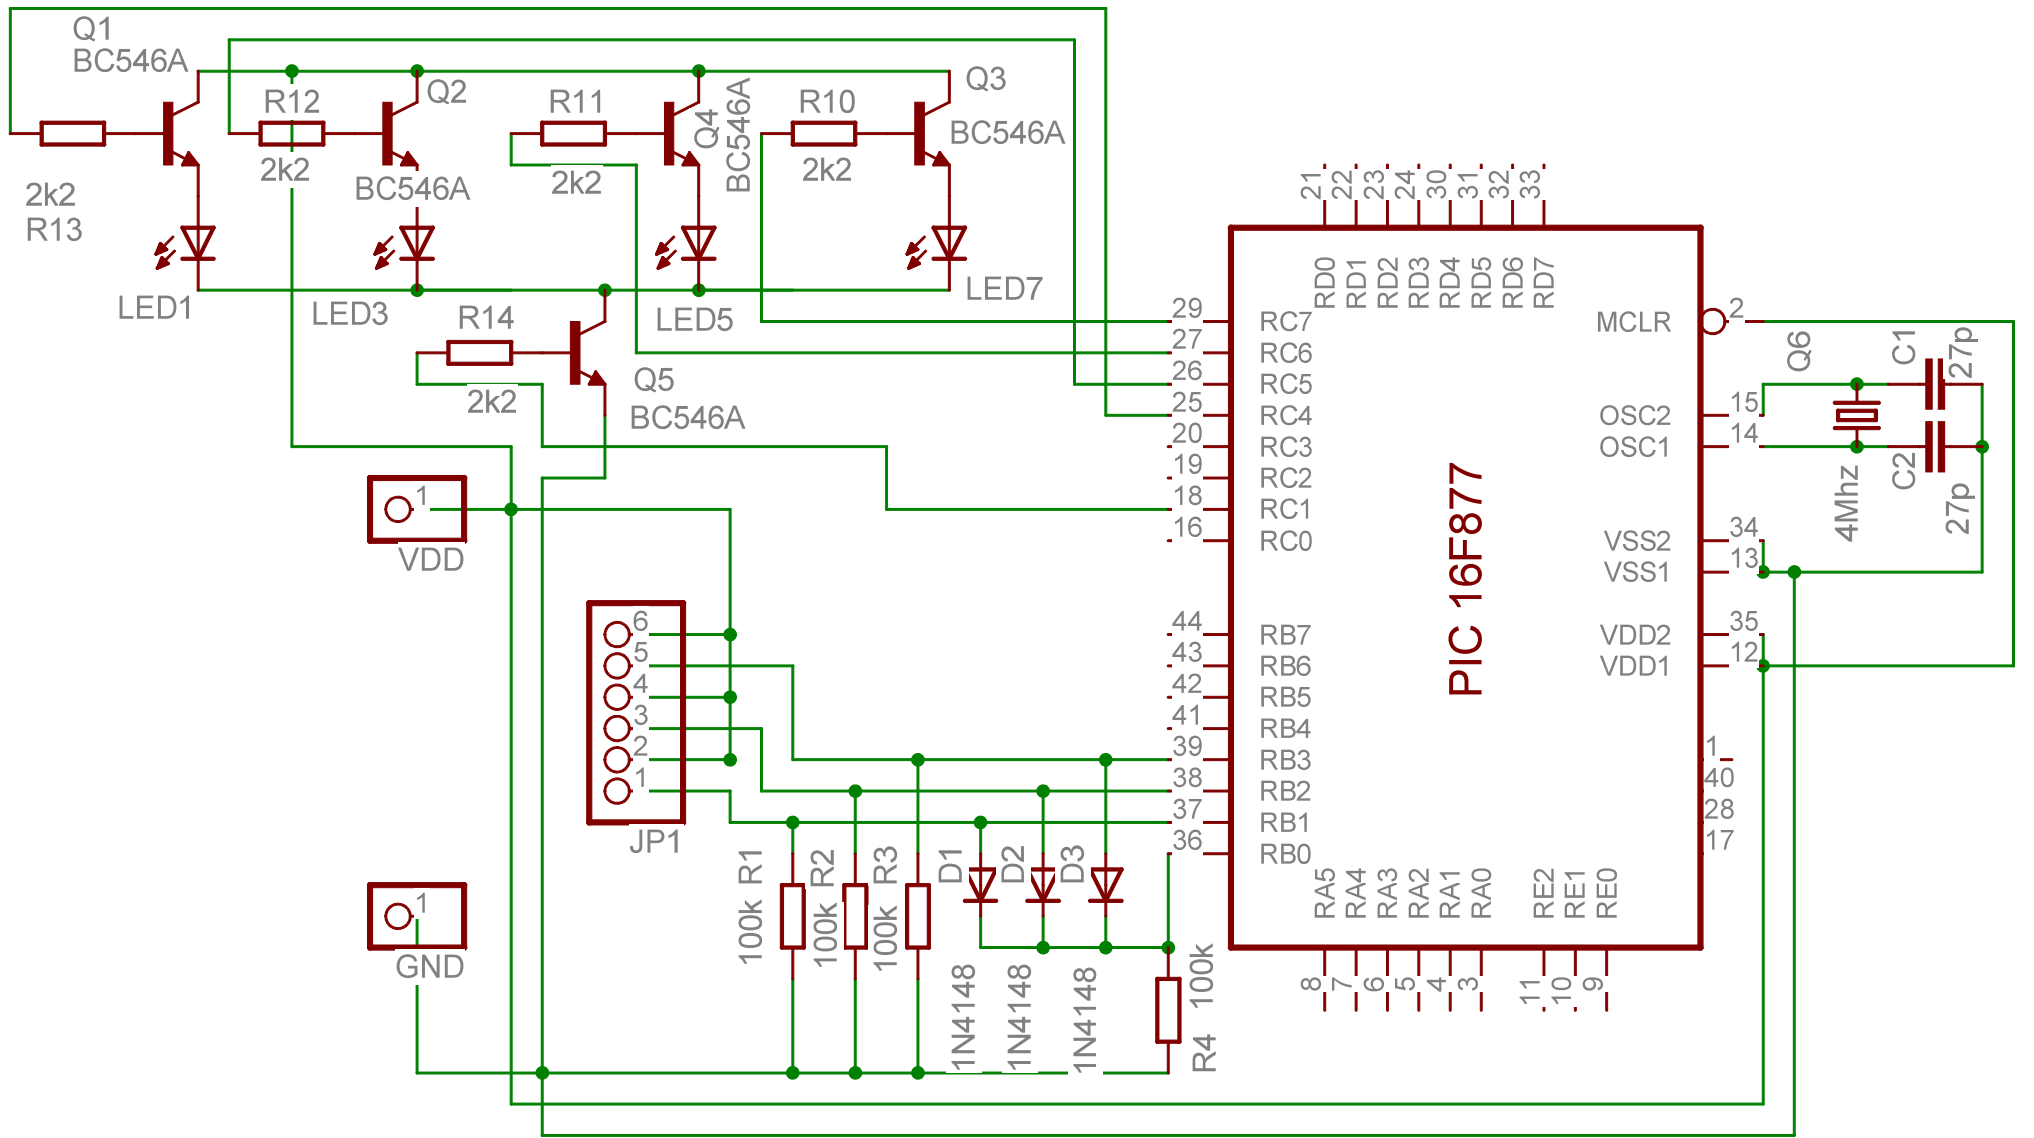 Q1
BC546A
Q2
R12
2k2
BC546A
R11
2k2
Q4
BC546A
R10
2k2
Q3
BC546A
2k2
R13
LED1
LED3
LED5
LED7
R14
2k2
Q5
BC546A
1
VDD
6
5
4
3
2
1
JP1
1
GND
R1
100k
R2
100k
R3
100k
D1
D2
D3
1N4148
1N4148
1N4148
100k
R4
21 22 23 24 30 31 32 33
RD0 RD1 RD2 RD3 RD4 RD5 RD6 RD7
29 RC7
27 RC6
26 RC5
25 RC4
20 RC3
19 RC2
18 RC1
16 RC0
44 RB7
43 RB6
42 RB5
41 RB4
39 RB3
38 RB2
37 RB1
36 RB0
PIC 16F877
MCLR 2
OSC2 15
OSC1 14
VSS2 34
VSS1 13
VDD2 35
VDD1 12
1
40
28
17
RA5 RA4 RA3 RA2 RA1 RA0 RE2 RE1 RE0
8 7 6 5 4 3 11 10 9
Q6
4Mhz
C1
27p
C2
27p